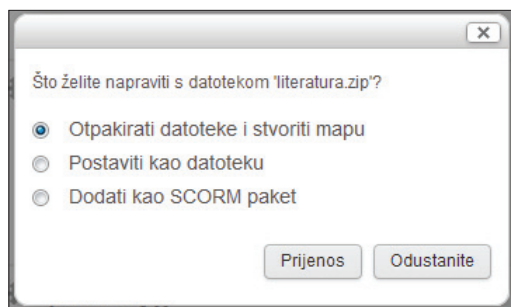 Što želite napraviti s datotekom 'literatura.zip'?
Otpakirati datoteke i stvoriti mapu
Postaviti kao datoteku
Dodati kao SCORM paket
Prijenos Odustanite